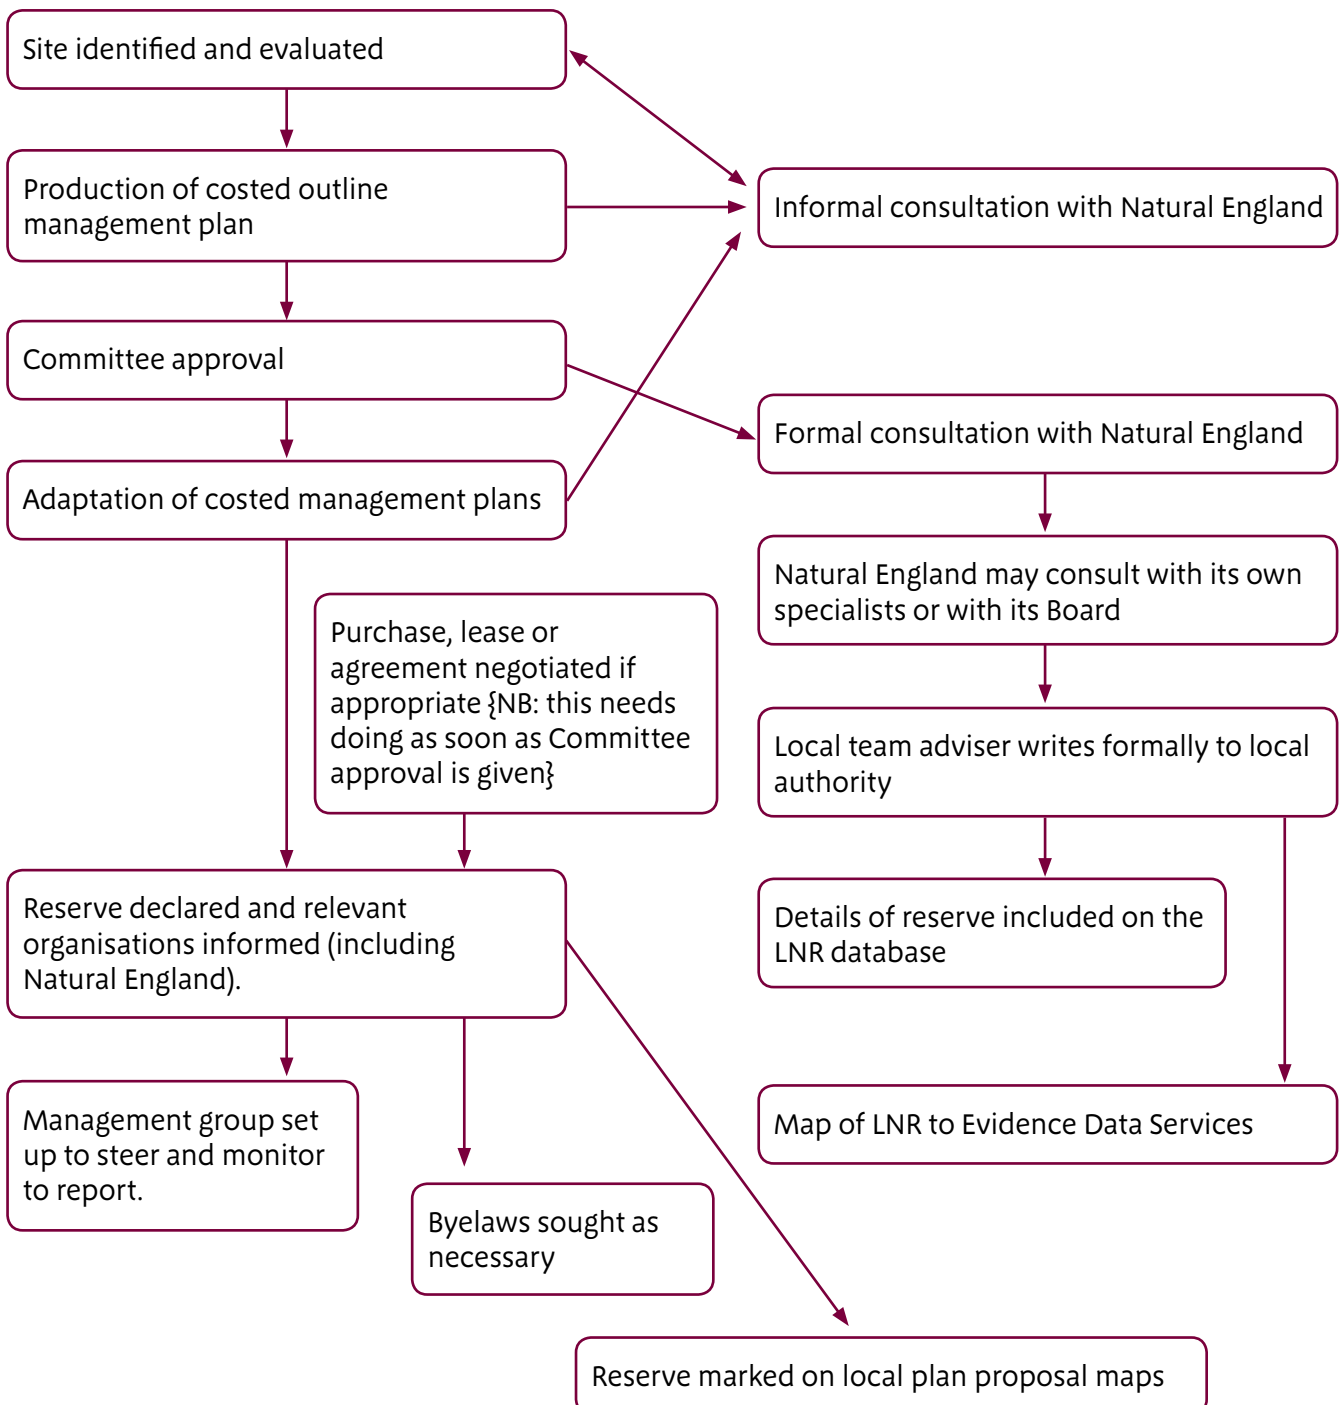 Site identified and evaluated
Production of costed outline
management plan
Informal consultation with Natural England
Committee approval
Formal consultation with Natural England
Adaptation of costed management plans
Natural England may consult with its own
specialists or with its Board
Purchase, lease or
agreement negotiated if
appropriate {NB: this needs
doing as soon as Committee
approval is given}
Local team adviser writes formally to local
authority
Reserve declared and relevant
organisations informed (including
Natural England).
Details of reserve included on the
LNR database
Management group set
up to steer and monitor
to report.
Map of LNR to Evidence Data Services
Byelaws sought as
necessary
Reserve marked on local plan proposal maps